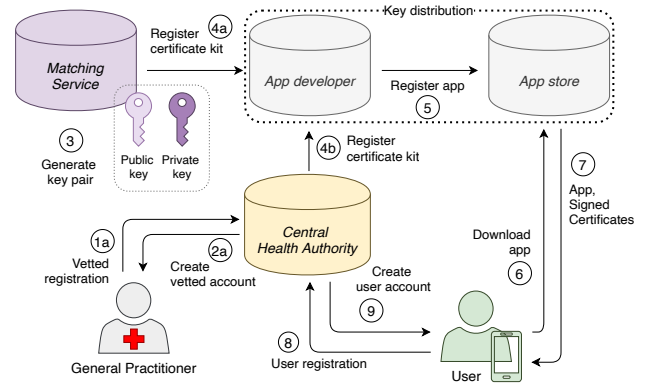 Key distribution
Register
certificate kit
4a
Matching
Service
App developer
App store
Register app
5
3
Generate
key pair
Public
key
Private
key
4b
Register
certificate kit
7
App,
Signed
Certificates
Central
Health Authority
1a
Vetted
registration
2a
Create
vetted account
Download
app
6
Create
user account
9
8
User registration
General Practitioner
User